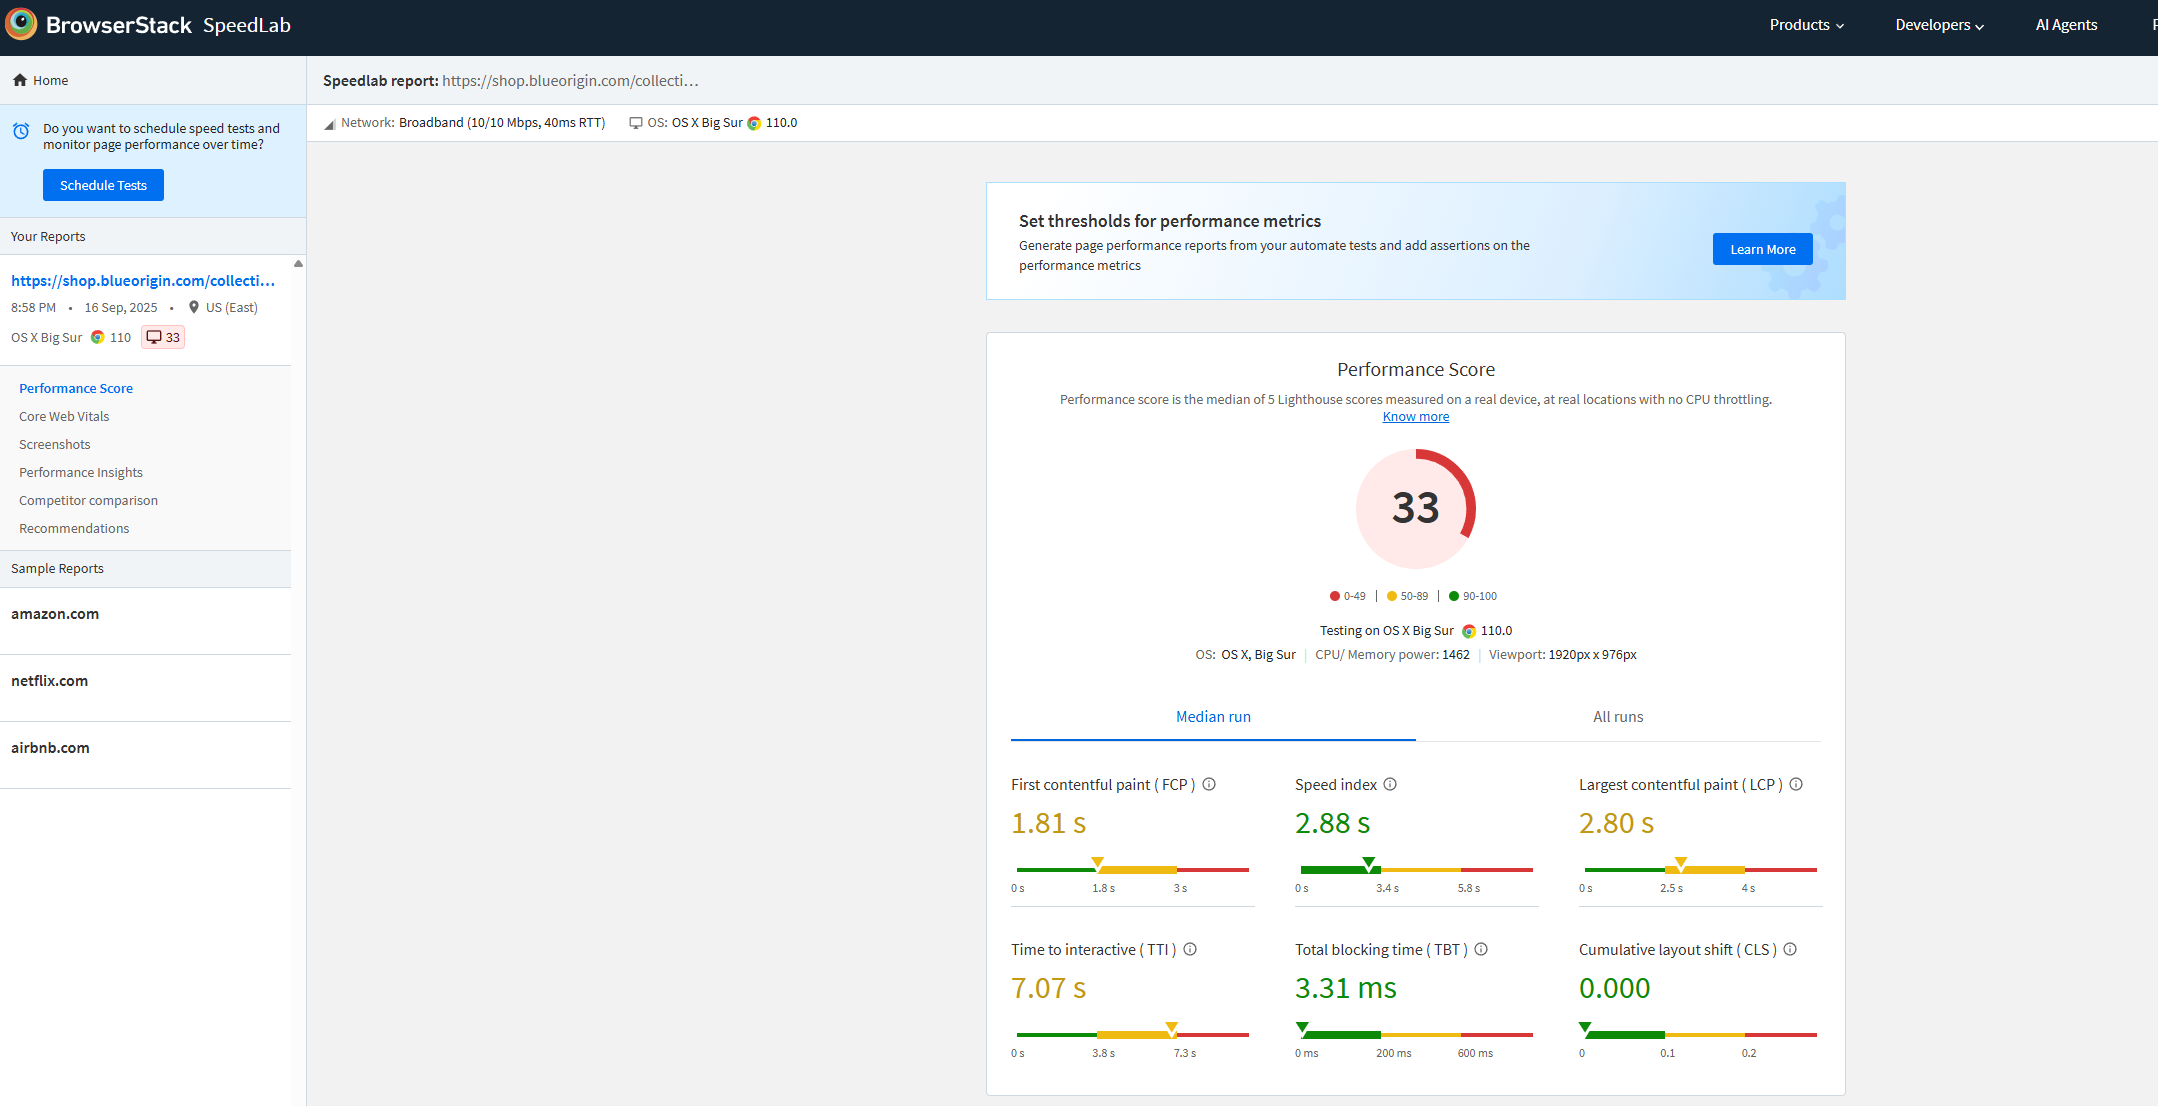 BrowserStack SpeedLab
Products
Developers
AI Agents
Home
Speedlab report: https://shop.blueorigin.com/collecti...
Network: Broadband (10/10 Mbps, 40ms RTT)
OS: OS X Big Sur 110.0
Do you want to schedule speed tests and
monitor page performance over time?
Schedule Tests
Your Reports
https://shop.blueorigin.com/collecti...
8:58 PM • 16 Sep, 2025 • US (East)
OS X Big Sur 110 33
Performance Score
Core Web Vitals
Screenshots
Performance Insights
Competitor comparison
Recommendations
Sample Reports
amazon.com
netflix.com
airbnb.com
Set thresholds for performance metrics
Generate page performance reports from your automate tests and add assertions on the
performance metrics
Learn More
Performance Score
Performance score is the median of 5 Lighthouse scores measured on a real device, at real locations with no CPU throttling.
Know more
33
0-49 | 50-89 | 90-100
Testing on OS X Big Sur 110.0
OS: OS X, Big Sur | CPU/ Memory power: 1462 | Viewport: 1920px x 976px
Median run
All runs
First contentful paint ( FCP )
1.81 s
0 s 1.8 s 3 s
Speed index
2.88 s
0 s 3.4 s 5.8 s
Largest contentful paint ( LCP )
2.80 s
0 s 2.5 s 4 s
Time to interactive ( TTI )
7.07 s
0 s 3.8 s 7.3 s
Total blocking time ( TBT )
3.31 ms
0 ms 200 ms 600 ms
Cumulative layout shift ( CLS )
0.000
0 0.1 0.2